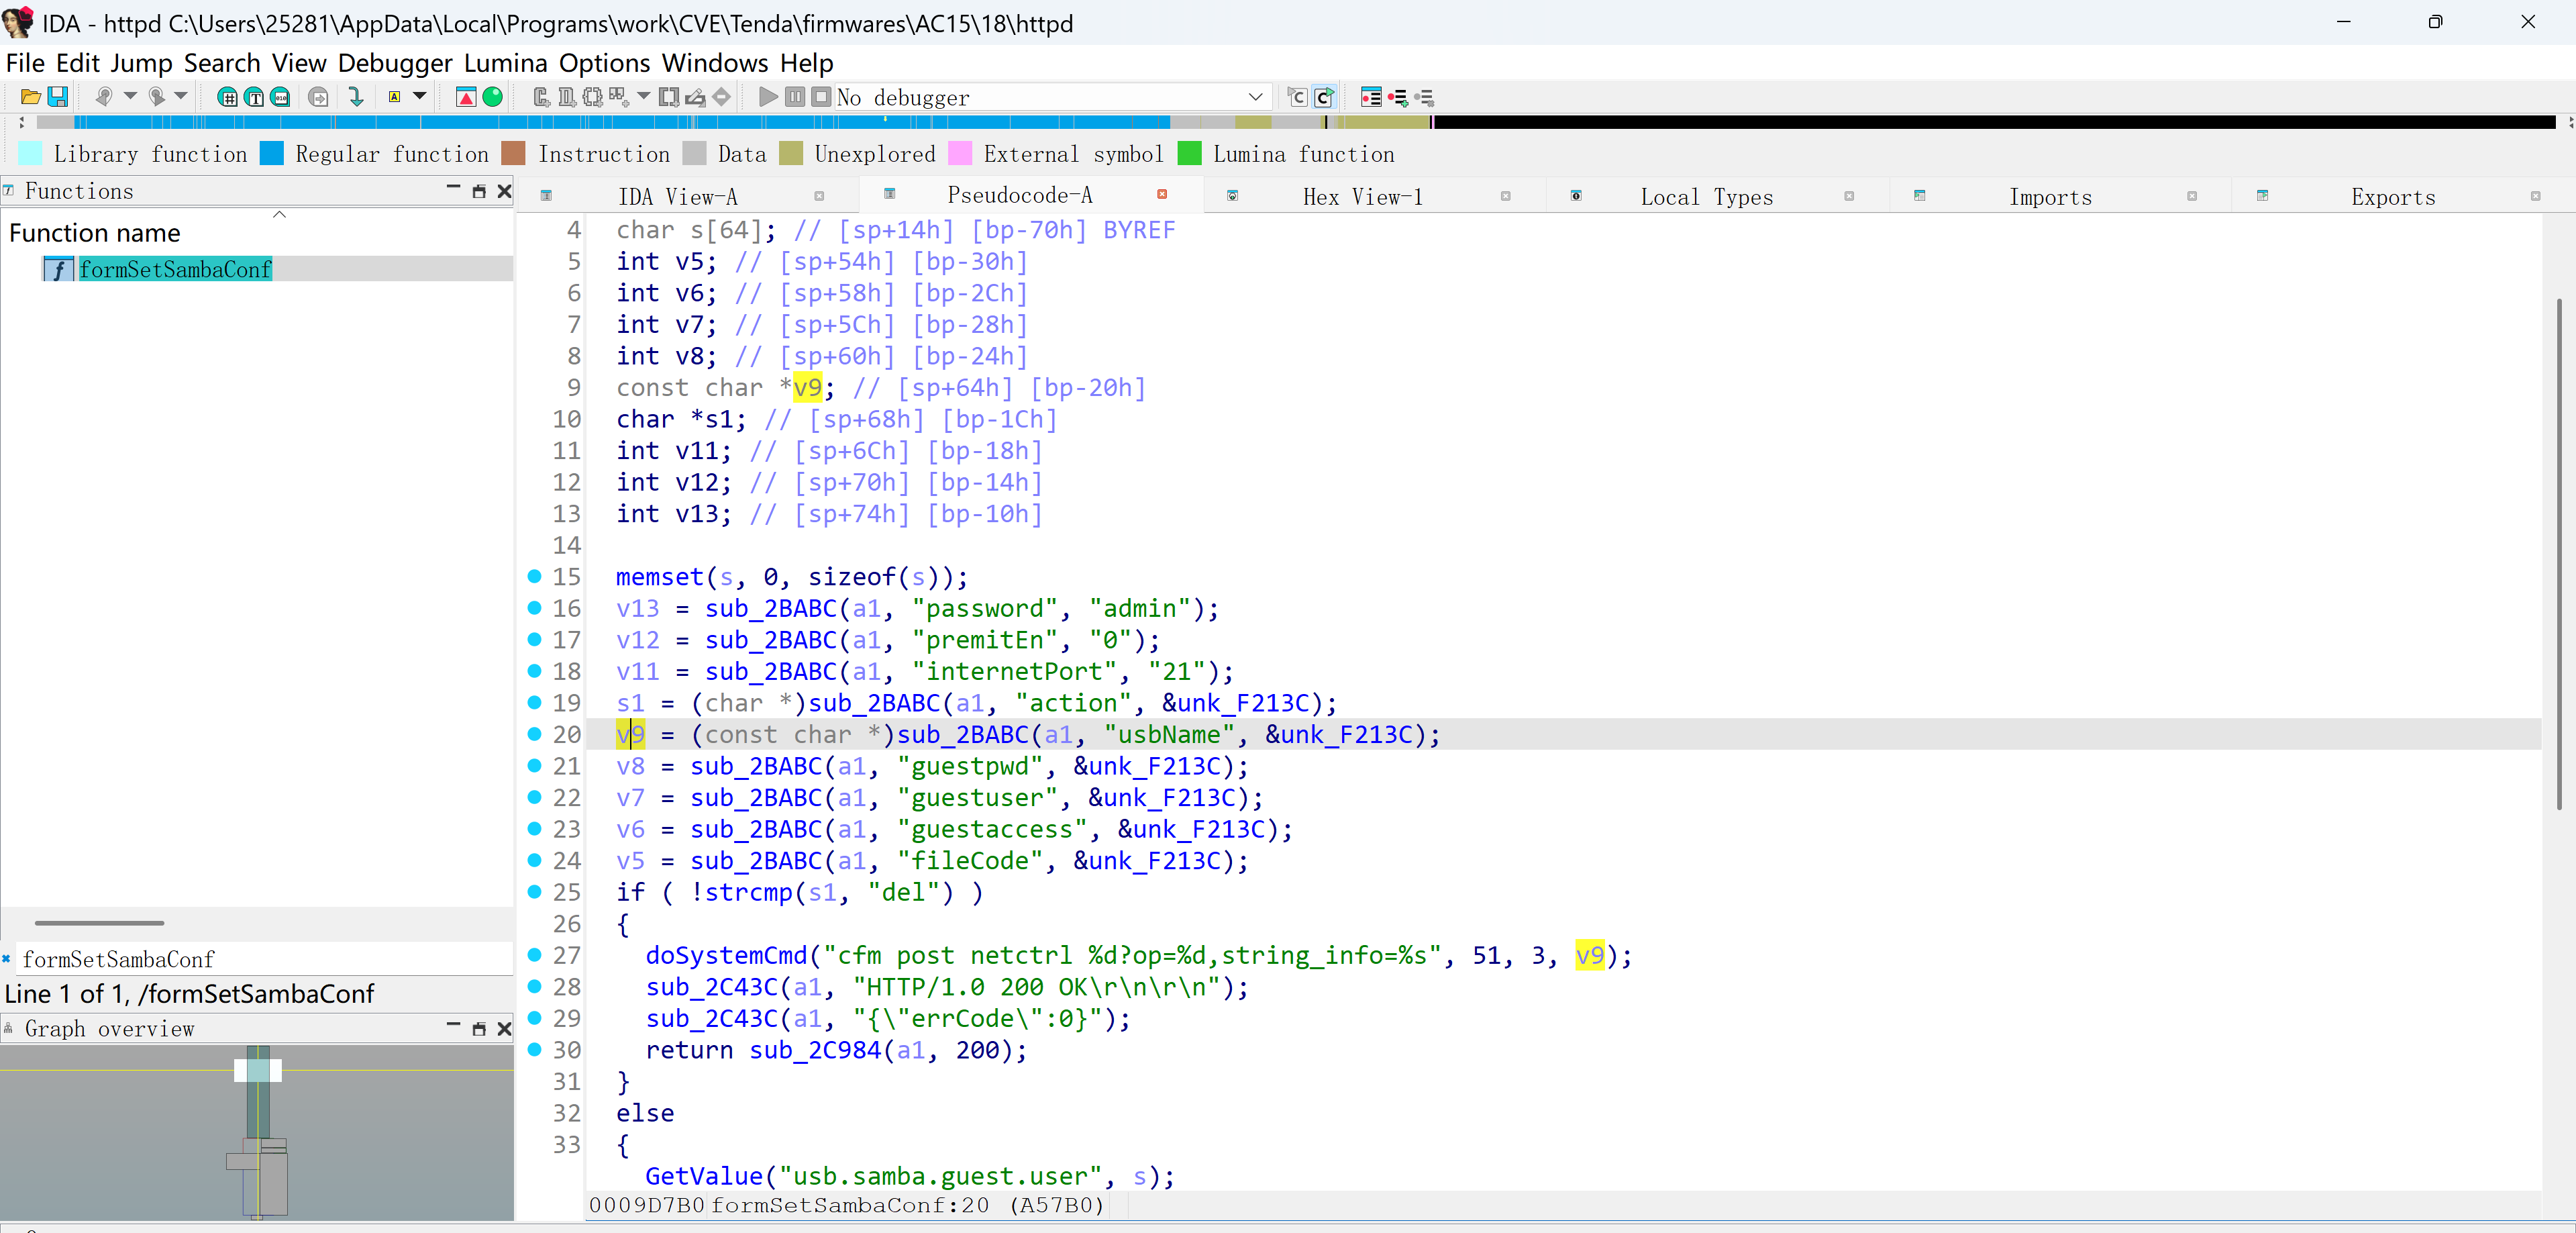 IDA - httpd C:\Users\25281\AppData\Local\Programs\work\CVE\Tenda\firmwares\AC15\18\httpd
File Edit Jump Search View Debugger Lumina Options Windows Help
No debugger
Library function Regular function Instruction Data Unexplored External symbol Lumina function
Functions
Function name
formSetSambaConf
formSetSambaConf
Line 1 of 1, /formSetSambaConf
Graph overview
IDA View-A Pseudocode-A Hex View-1 Local Types Imports Exports
4 char s[64]; // [sp+14h] [bp-70h] BYREF
5 int v5; // [sp+54h] [bp-30h]
6 int v6; // [sp+58h] [bp-2Ch]
7 int v7; // [sp+5Ch] [bp-28h]
8 int v8; // [sp+60h] [bp-24h]
9 const char *v9; // [sp+64h] [bp-20h]
10 char *s1; // [sp+68h] [bp-1Ch]
11 int v11; // [sp+6Ch] [bp-18h]
12 int v12; // [sp+70h] [bp-14h]
13 int v13; // [sp+74h] [bp-10h]
14
15 memset(s, 0, sizeof(s));
16 v13 = sub_2BABC(a1, "password", "admin");
17 v12 = sub_2BABC(a1, "premitEn", "0");
18 v11 = sub_2BABC(a1, "internetPort", "21");
19 s1 = (char *)sub_2BABC(a1, "action", &unk_F213C);
20 v9 = (const char *)sub_2BABC(a1, "usbName", &unk_F213C);
21 v8 = sub_2BABC(a1, "guestpwd", &unk_F213C);
22 v7 = sub_2BABC(a1, "guestuser", &unk_F213C);
23 v6 = sub_2BABC(a1, "guestaccess", &unk_F213C);
24 v5 = sub_2BABC(a1, "fileCode", &unk_F213C);
25 if ( !strcmp(s1, "del") )
26 {
27 doSystemCmd("cfm post netctrl %d?op=%d,string_info=%s", 51, 3, v9);
28 sub_2C43C(a1, "HTTP/1.0 200 OK\r\n\r\n");
29 sub_2C43C(a1, "{\"errCode\":0}");
30 return sub_2C984(a1, 200);
31 }
32 else
33 {
GetValue("usb.samba.guest.user", s);
0009D7B0 formSetSambaConf:20 (A57B0)